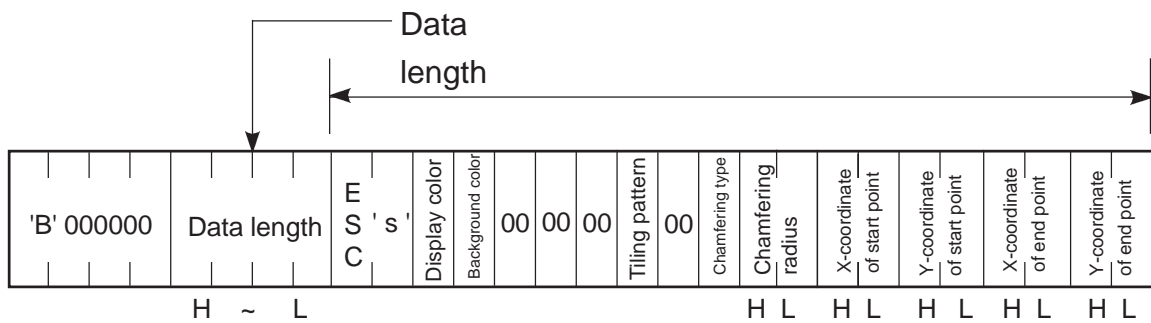 Data
length
'B' 000000
Data length
E
S
C
's'
Display color
Background color
00
00
00
Tiling pattern
00
Chamfering type
Chamfering
radius
X-coordinate
of start point
Y-coordinate
of start point
X-coordinate
of end point
Y-coordinate
of end point
H ~ L
H L H L H L H L H L